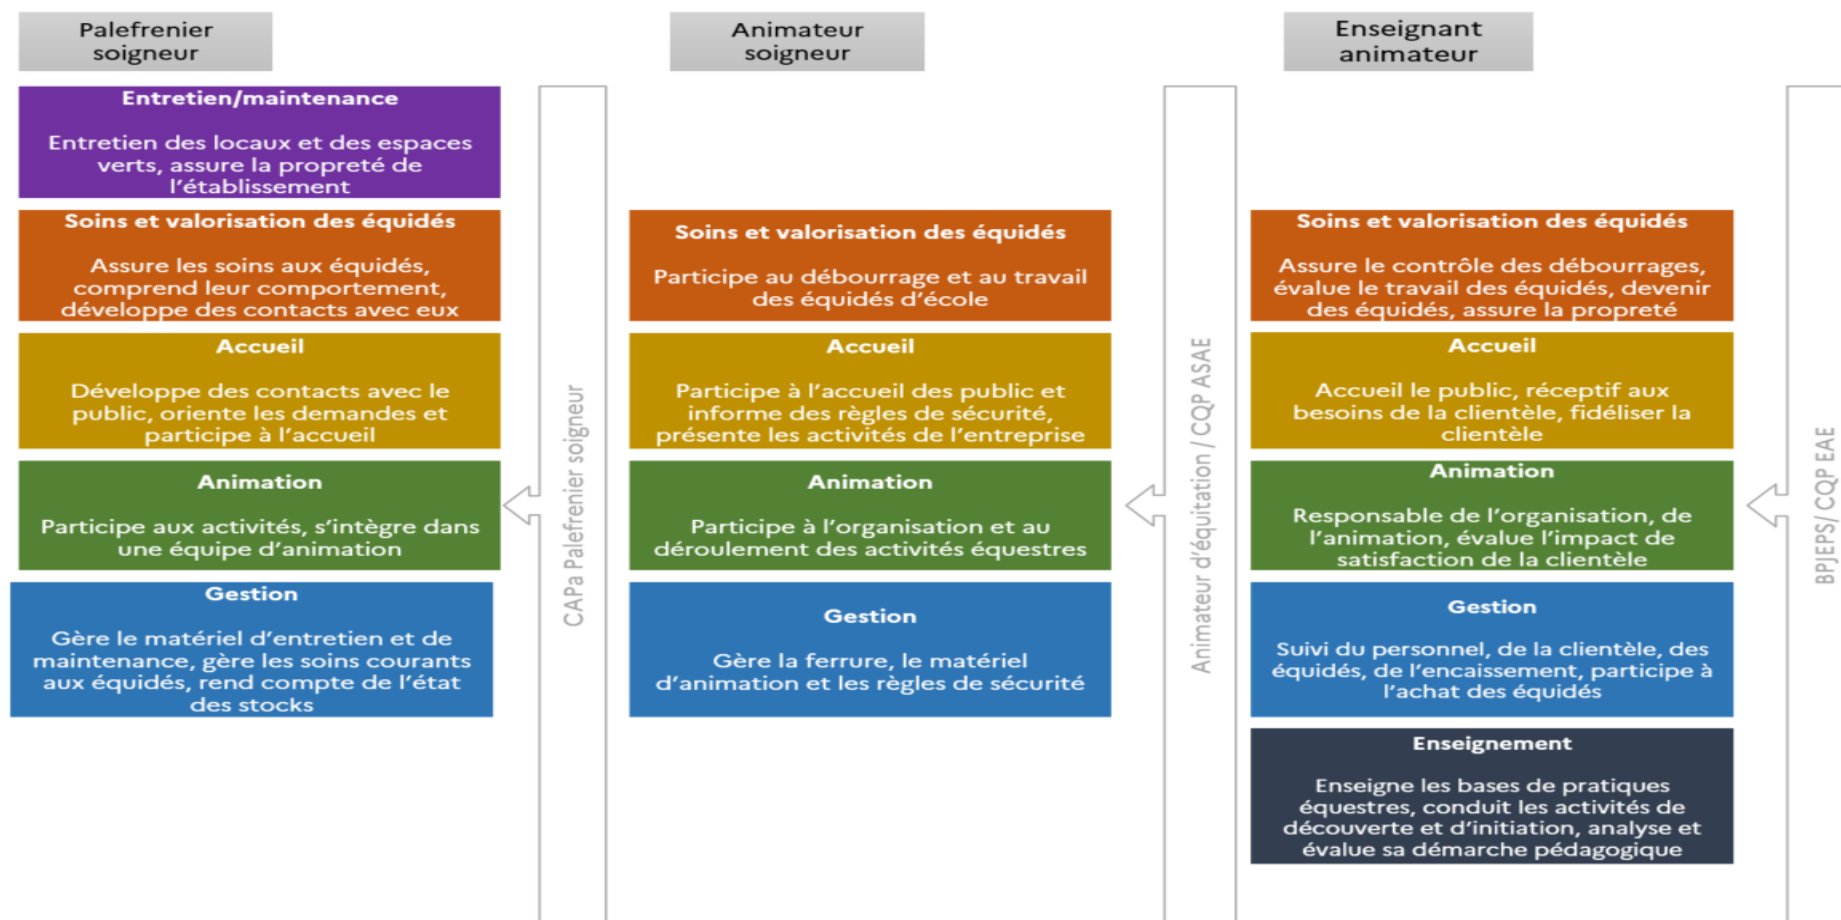 Palefrenier
soigneur
Entretien/maintenance
Entretien des locaux et des espaces
verts, assure la propreté de
l'établissement
Soins et valorisation des équidés
Assure les soins aux équidés,
comprend leur comportement,
développe des contacts avec eux
Accueil
Développe des contacts avec le
public, oriente les demandes et
participe à l'accueil
Animation
Participe aux activités, s'intègre dans
une équipe d'animation
Gestion
Gère le matériel d'entretien et de
maintenance, gère les soins courants
aux équidés, rend compte de l'état
des stocks
CAPa Palefrenier soigneur
Animateur
soigneur
Soins et valorisation des équidés
Participe au débourrage et au travail
des équidés d'école
Accueil
Participe à l'accueil des public et
informe des règles de sécurité,
présente les activités de l'entreprise
Animation
Participe à l'organisation et au
déroulement des activités équestres
Gestion
Gère la ferrure, le matériel
d'animation et les règles de sécurité
Animateur d'équitation / CQP ASAE
Enseignant
animateur
Soins et valorisation des équidés
Assure le contrôle des débourrages,
évalue le travail des équidés, devenir
des équidés, assure la propreté
Accueil
Accueil le public, réceptif aux
besoins de la clientèle, fidéliser la
clientèle
Animation
Responsable de l'organisation, de
l'animation, évalue l'impact de
satisfaction de la clientèle
Gestion
Suivi du personnel, de la clientèle, des
équidés, de l'encaissement, participe à
l'achat des équidés
Enseignement
Enseigne les bases de pratiques
équestres, conduit les activités de
découverte et d'initiation, analyse et
évalue sa démarche pédagogique
BPJEPS/ CQP EAE